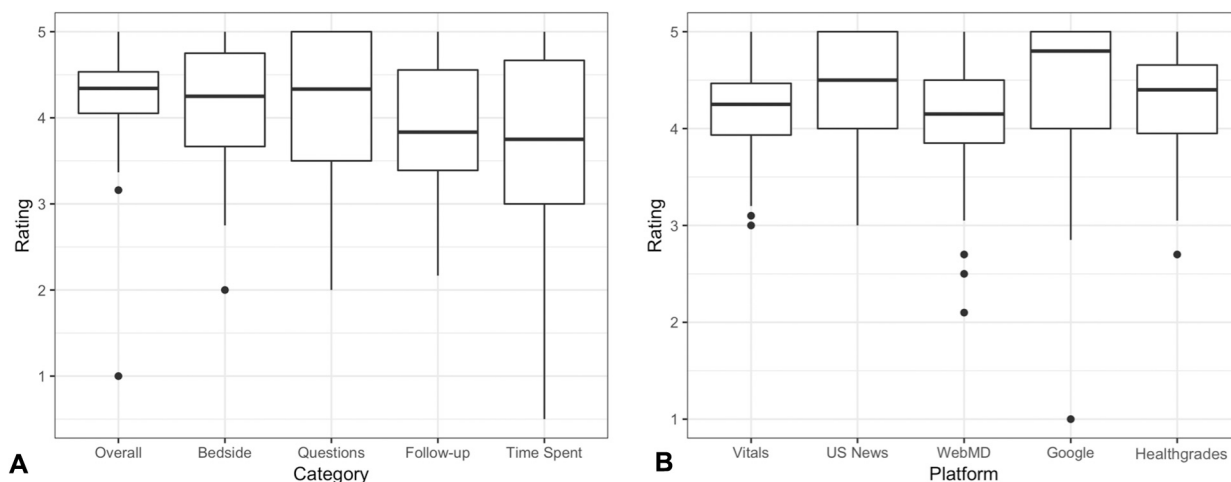 5
4
3
2
1
Rating
Overall Bedside Questions Follow-up Time Spent
Category
A
5
4
3
2
1
Rating
Vitals US News WebMD Google Healthgrades
Platform
B